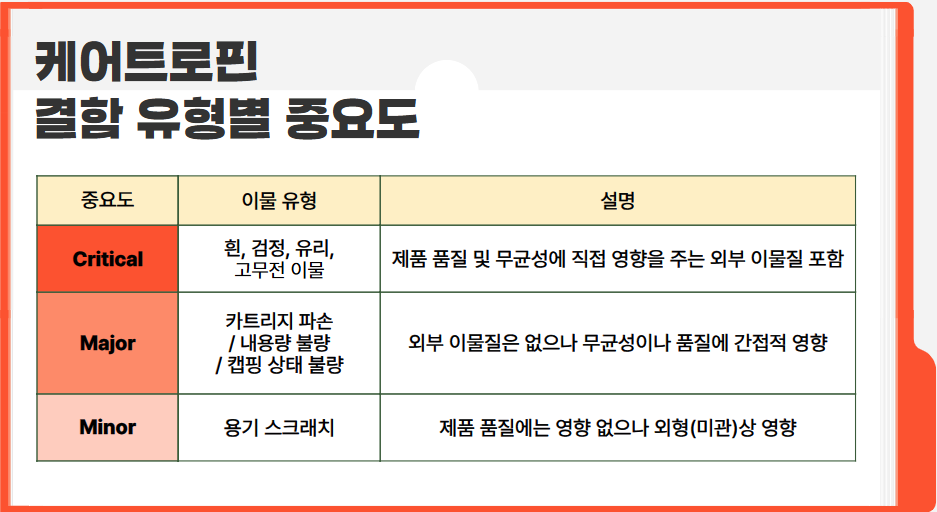 케어트로핀
결함 유형별 중요도
중요도
이물 유형
설명
Critical
흰, 검정, 유리,
고무전 이물
제품 품질 및 무균성에 직접 영향을 주는 외부 이물질 포함
Major
카트리지 파손
/ 내용량 불량
/ 캡핑 상태 불량
외부 이물질은 없으나 무균성이나 품질에 간접적 영향
Minor
용기 스크래치
제품 품질에는 영향 없으나 외형(미관)상 영향